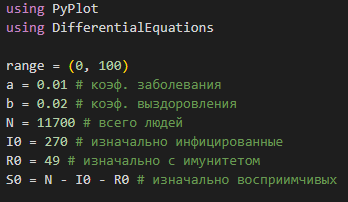 using PyPlot
using DifferentialEquations
range = (0, 100)
a = 0.01 # коэф. заболевания
b = 0.02 # коэф. выздоровления
N = 11700 # всего людей
I0 = 270 # изначально инфицированные
R0 = 49 # изначально с имунитетом
S0 = N - I0 - R0 # изначально восприимчивых